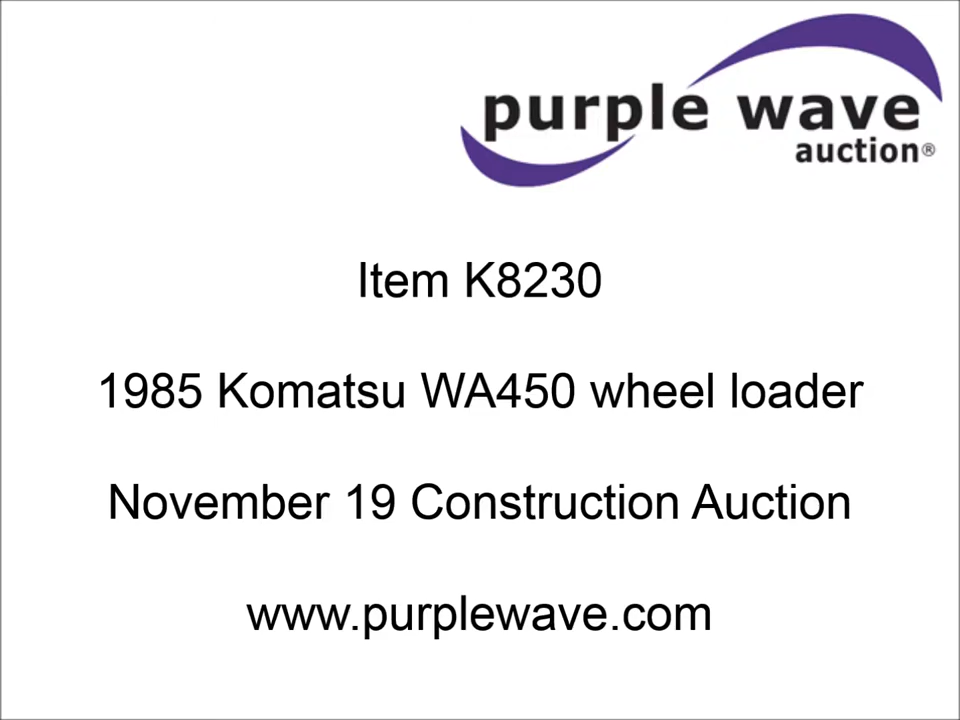 purple wave
auction®
Item K8230
1985 Komatsu WA450 wheel loader
November 19 Construction Auction
www.purplewave.com